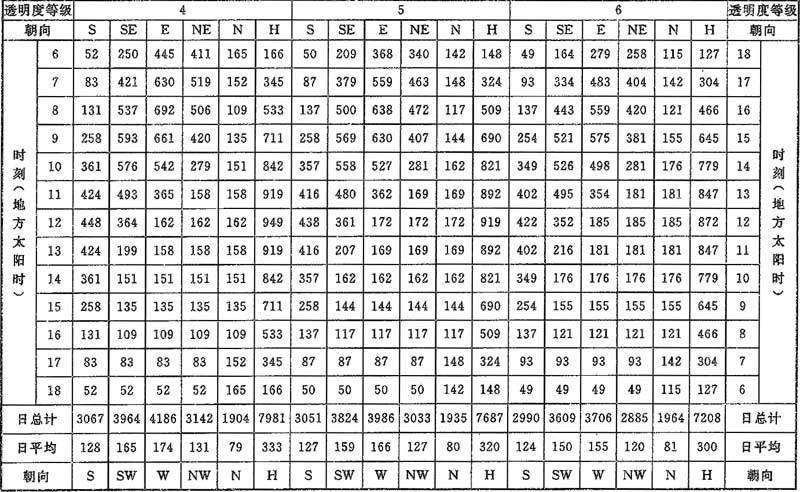 透明度等级 4 5 6 透明度等级
朝向 S SE E NE N H S SE E NE N H S SE E NE N H 朝向
时刻(地方太阳时) 时刻(地方太阳时)
6 52 250 445 411 165 166 50 209 368 340 142 148 49 164 279 258 115 127 18
7 83 421 630 519 152 345 87 379 559 463 148 324 93 334 483 404 142 304 17
8 131 537 692 506 109 533 137 500 638 472 117 509 137 443 559 420 121 466 16
9 258 593 661 420 135 711 258 569 630 407 144 690 254 521 575 381 155 645 15
10 361 576 542 279 151 842 357 558 527 281 162 821 349 526 498 281 176 779 14
11 424 493 365 158 158 919 416 480 362 169 169 892 402 495 354 181 181 847 13
12 448 364 162 162 162 949 438 361 172 172 172 919 422 352 185 185 185 872 12
13 424 199 158 158 158 919 416 207 169 169 169 892 402 216 181 181 181 847 11
14 361 151 151 151 151 842 357 162 162 162 162 821 349 176 176 176 176 779 10
15 258 135 135 135 135 711 258 144 144 144 144 690 254 155 155 155 155 645 9
16 131 109 109 109 109 533 137 117 117 117 117 509 137 121 121 121 121 466 8
17 83 83 83 83 152 345 87 87 87 87 148 324 93 93 93 93 142 304 7
18 52 52 52 52 165 166 50 50 50 50 142 148 49 49 49 49 115 127 6
日总计 3067 3964 4186 3142 1904 7981 3051 3824 3986 3033 1935 7687 2990 3609 3706 2885 1964 7208 日总计
日平均 128 165 174 131 79 333 127 159 166 127 80 320 124 150 155 120 81 300 日平均
朝向 S SW W NW N H S SW W NW N H S SW W NW N H 朝向